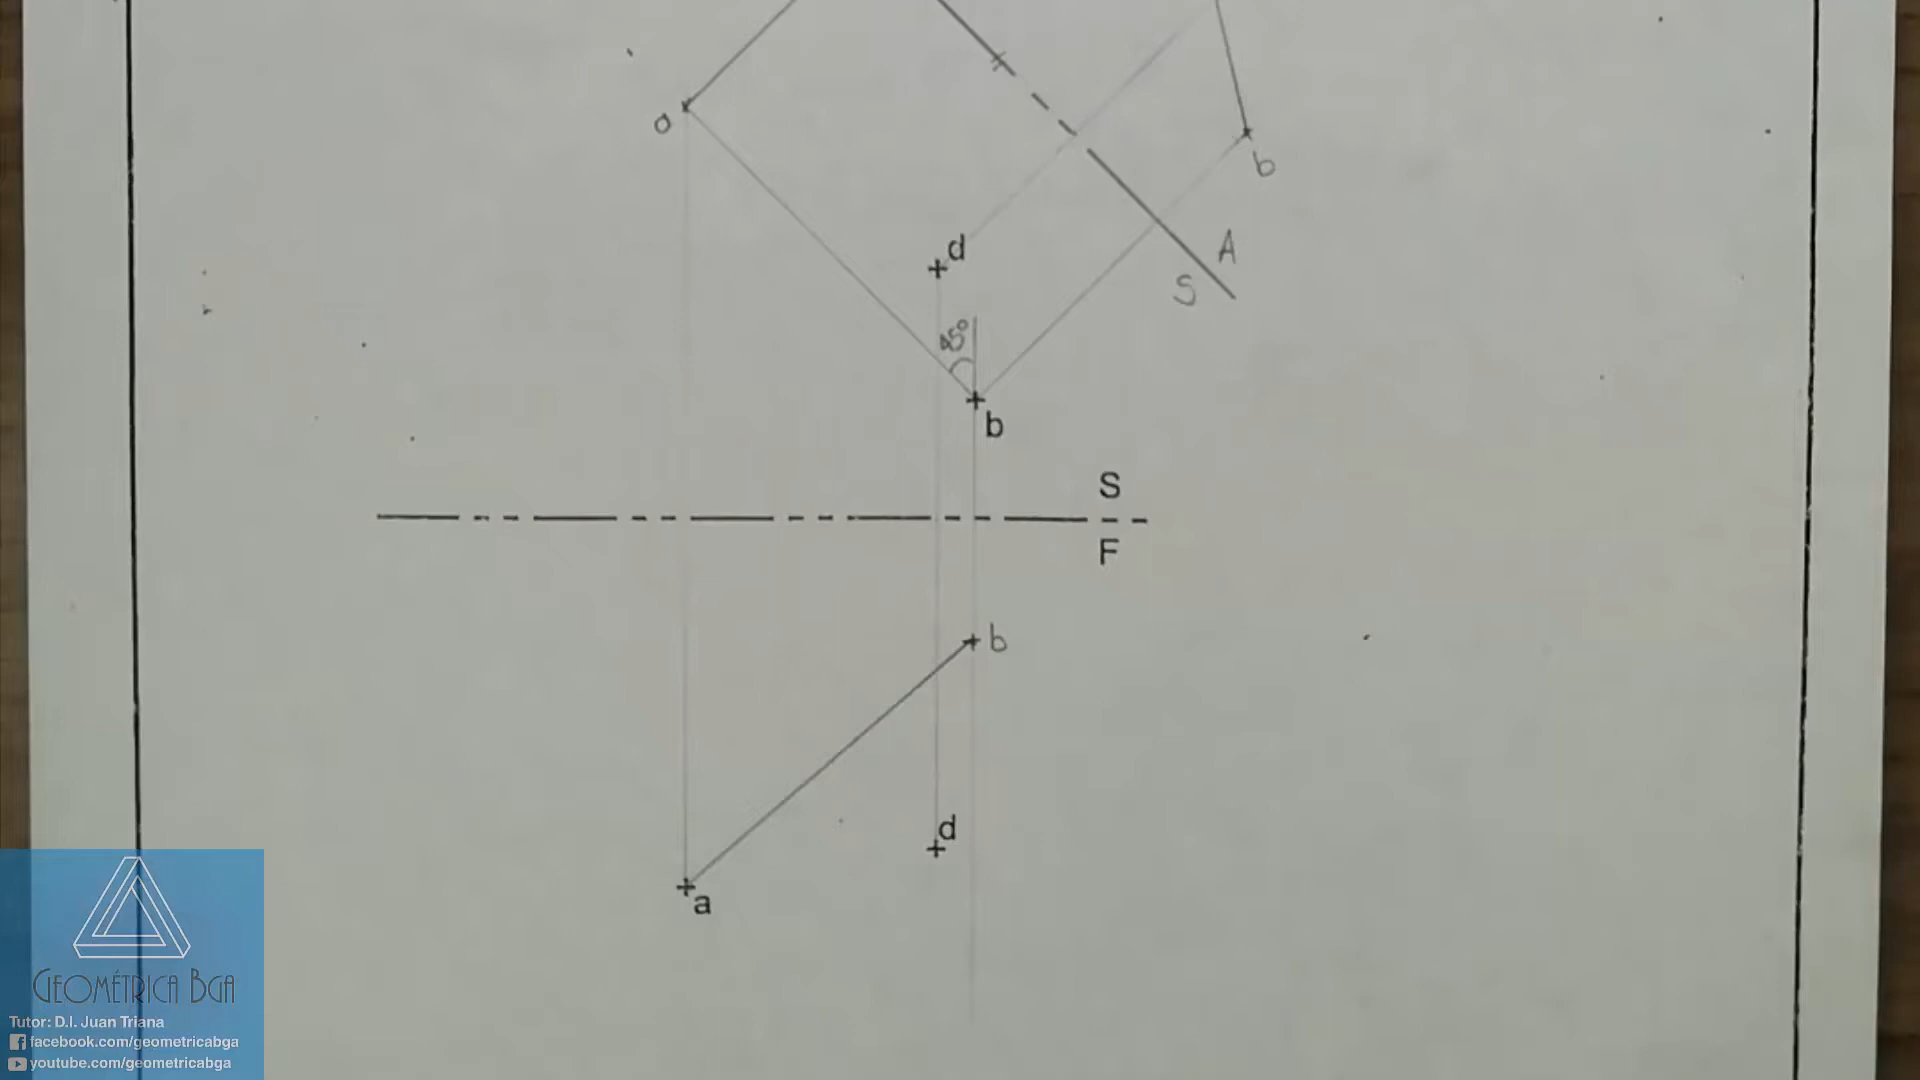 a
b
d
A
S
45°
b
S
F
b
d
a
GEOMÉTRICA BGA
Tutor: D.I. Juan Triana
facebook.com/geometricabga
youtube.com/geometricabga